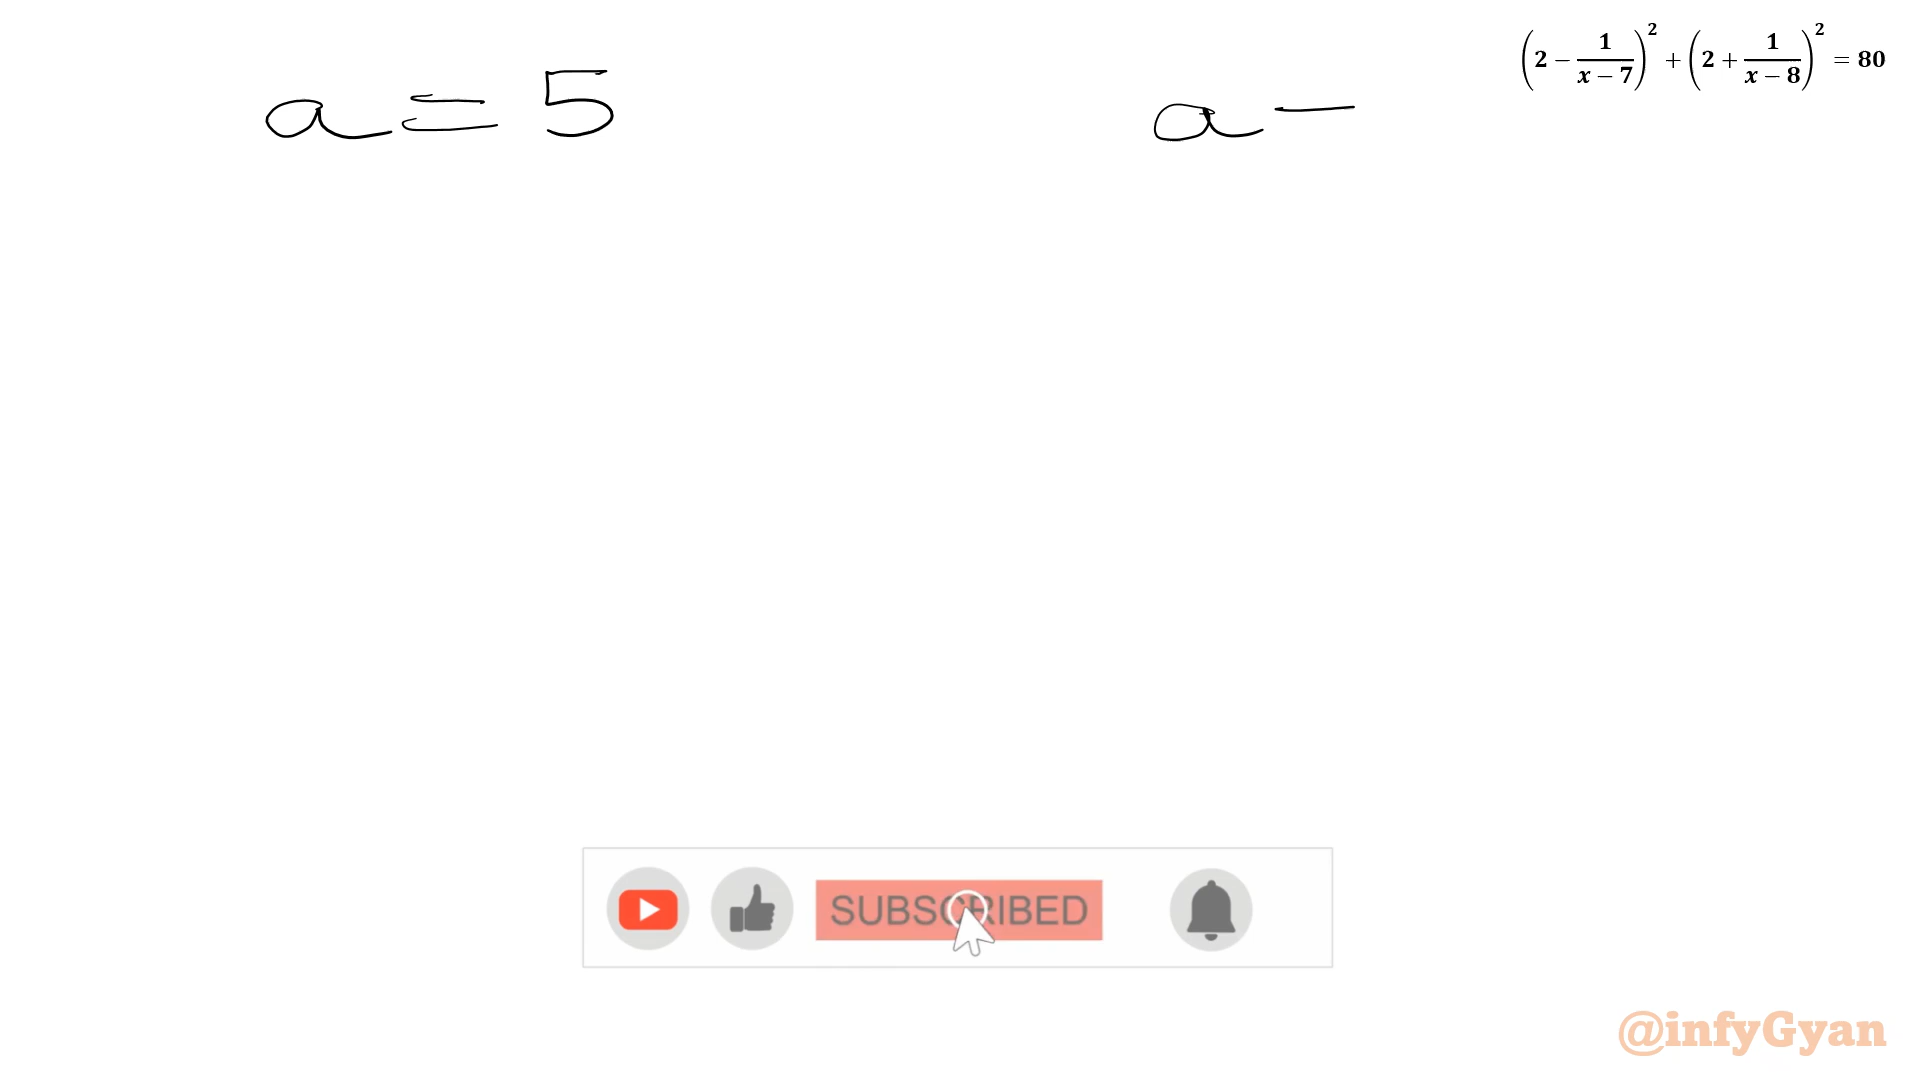 a = 5
a —
(2 − 1/(x − 7))² + (2 + 1/(x − 8))² = 80
SUBSCRIBED
@infyGyan